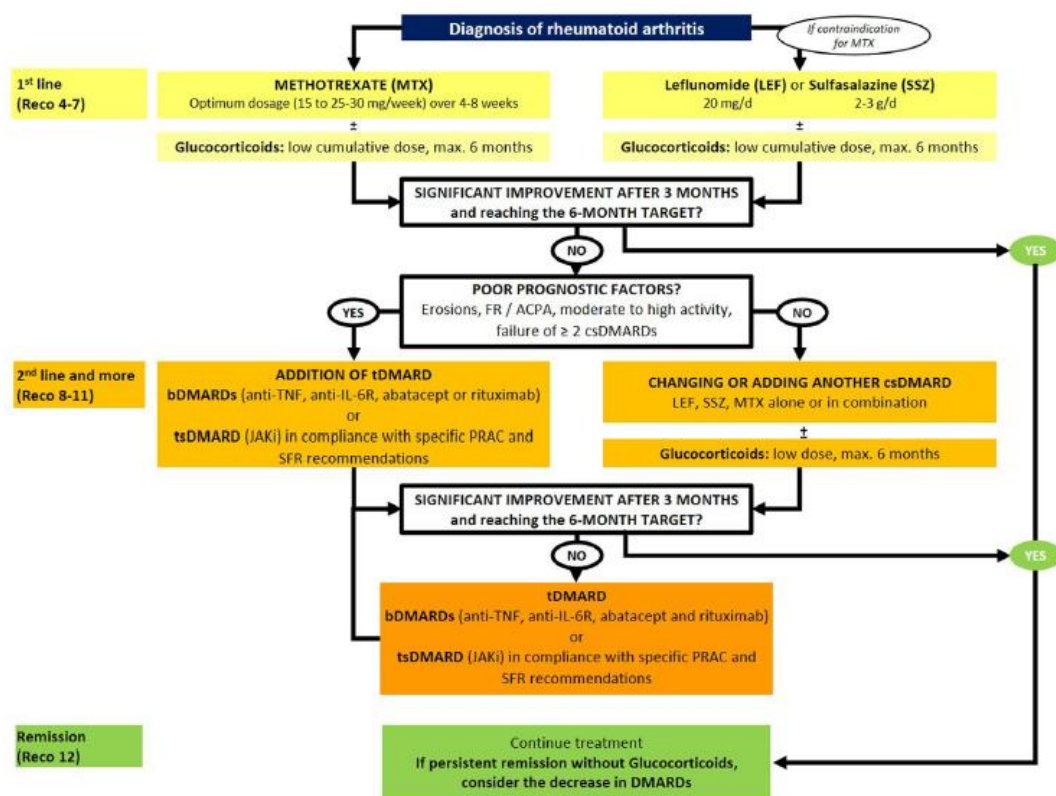 Diagnosis of rheumatoid arthritis
If contraindication
for MTX
1st line
(Reco 4-7)
METHOTREXATE (MTX)
Optimum dosage (15 to 25-30 mg/week) over 4-8 weeks
±
Glucocorticoids: low cumulative dose, max. 6 months
Leflunomide (LEF) or Sulfasalazine (SSZ)
20 mg/d 2-3 g/d
±
Glucocorticoids: low cumulative dose, max. 6 months
SIGNIFICANT IMPROVEMENT AFTER 3 MONTHS
and reaching the 6-MONTH TARGET?
NO
YES
POOR PROGNOSTIC FACTORS?
Erosions, FR / ACPA, moderate to high activity,
failure of ≥ 2 csDMARDs
YES
NO
2nd line and more
(Reco 8-11)
ADDITION OF tDMARD
bDMARDs (anti-TNF, anti-IL-6R, abatacept or rituximab)
or
tsDMARD (JAKi) in compliance with specific PRAC and
SFR recommendations
CHANGING OR ADDING ANOTHER csDMARD
LEF, SSZ, MTX alone or in combination
±
Glucocorticoids: low dose, max. 6 months
SIGNIFICANT IMPROVEMENT AFTER 3 MONTHS
and reaching the 6-MONTH TARGET?
NO
YES
tDMARD
bDMARDs (anti-TNF, anti-IL-6R, abatacept and rituximab)
or
tsDMARD (JAKi) in compliance with specific PRAC and
SFR recommendations
Remission
(Reco 12)
Continue treatment
If persistent remission without Glucocorticoids,
consider the decrease in DMARDs